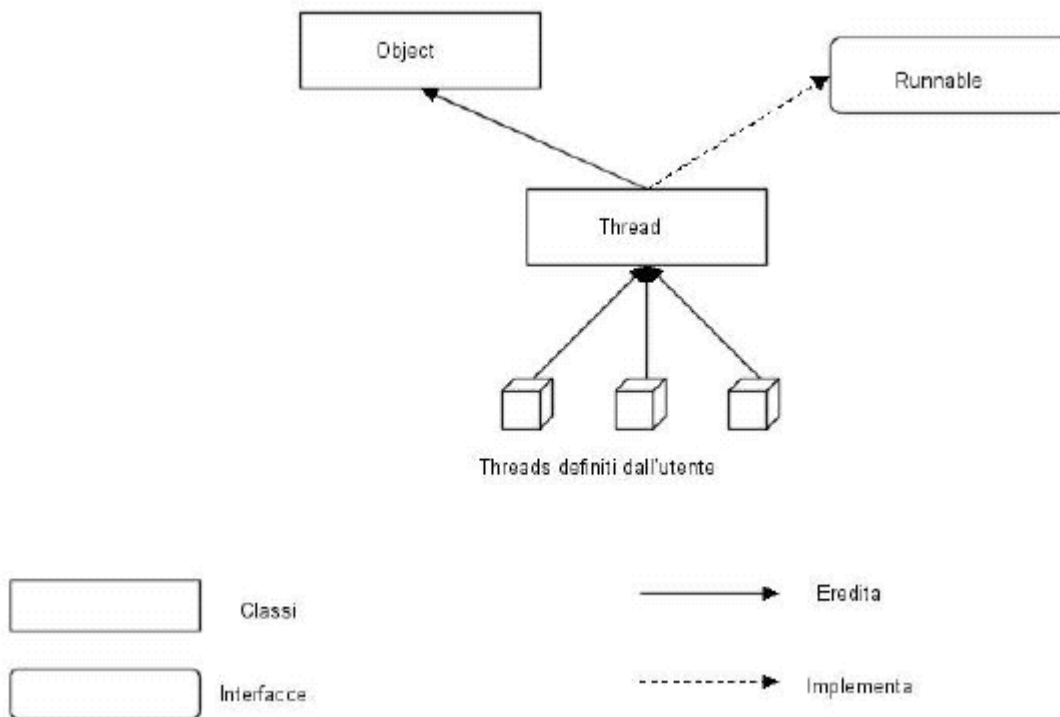 Object
Runnable
Thread
Threads definiti dall'utente
Classi
Eredita
Interfacce
Implementa